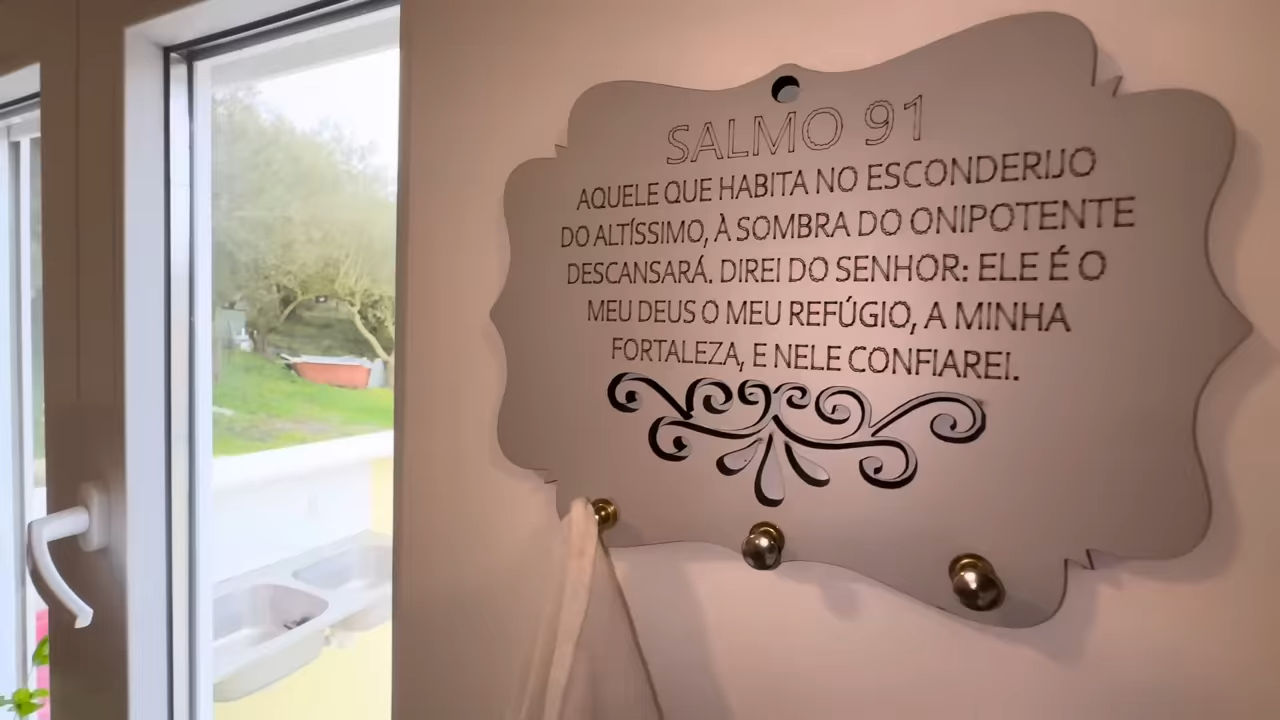 SALMO 91
AQUELE QUE HABITA NO ESCONDERIJO
DO ALTÍSSIMO, À SOMBRA DO ONIPOTENTE
DESCANSARÁ. DIREI DO SENHOR: ELE É O
MEU DEUS O MEU REFÚGIO, A MINHA
FORTALEZA, E NELE CONFIAREI.